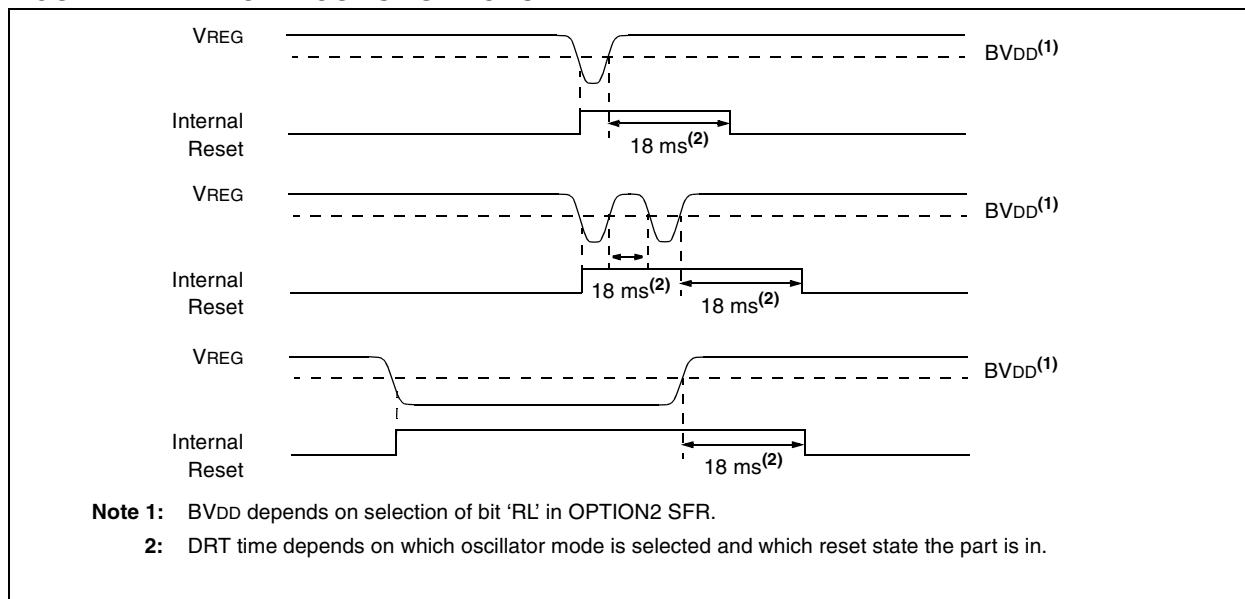 VREG
BVDD(1)
Internal
Reset
18 ms(2)
VREG
BVDD(1)
Internal
Reset
18 ms(2)
18 ms(2)
VREG
BVDD(1)
Internal
Reset
18 ms(2)
Note 1: BVDD depends on selection of bit ‘RL’ in OPTION2 SFR.
2: DRT time depends on which oscillator mode is selected and which reset state the part is in.